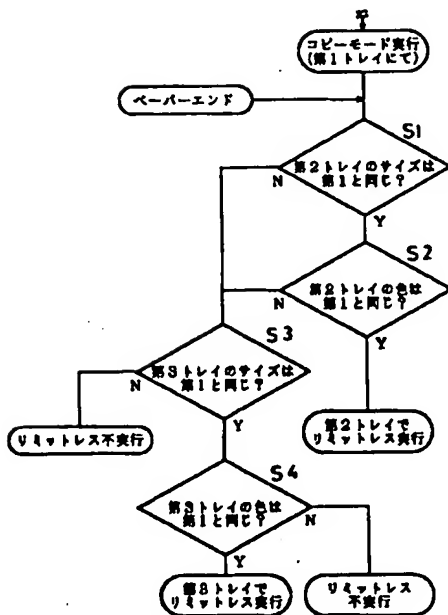 コピーモード実行
(第1トレイにて)
ペーパーエンド
S1
第2トレイのサイズは
第1と同じ?
N
Y
S2
第2トレイの色は
第1と同じ?
N
Y
S3
第3トレイのサイズは
第1と同じ?
N
Y
第2トレイで
リミットレス実行
リミットレス不実行
S4
第3トレイの色は
第1と同じ?
N
Y
第3トレイで
リミットレス実行
リミットレス
不実行